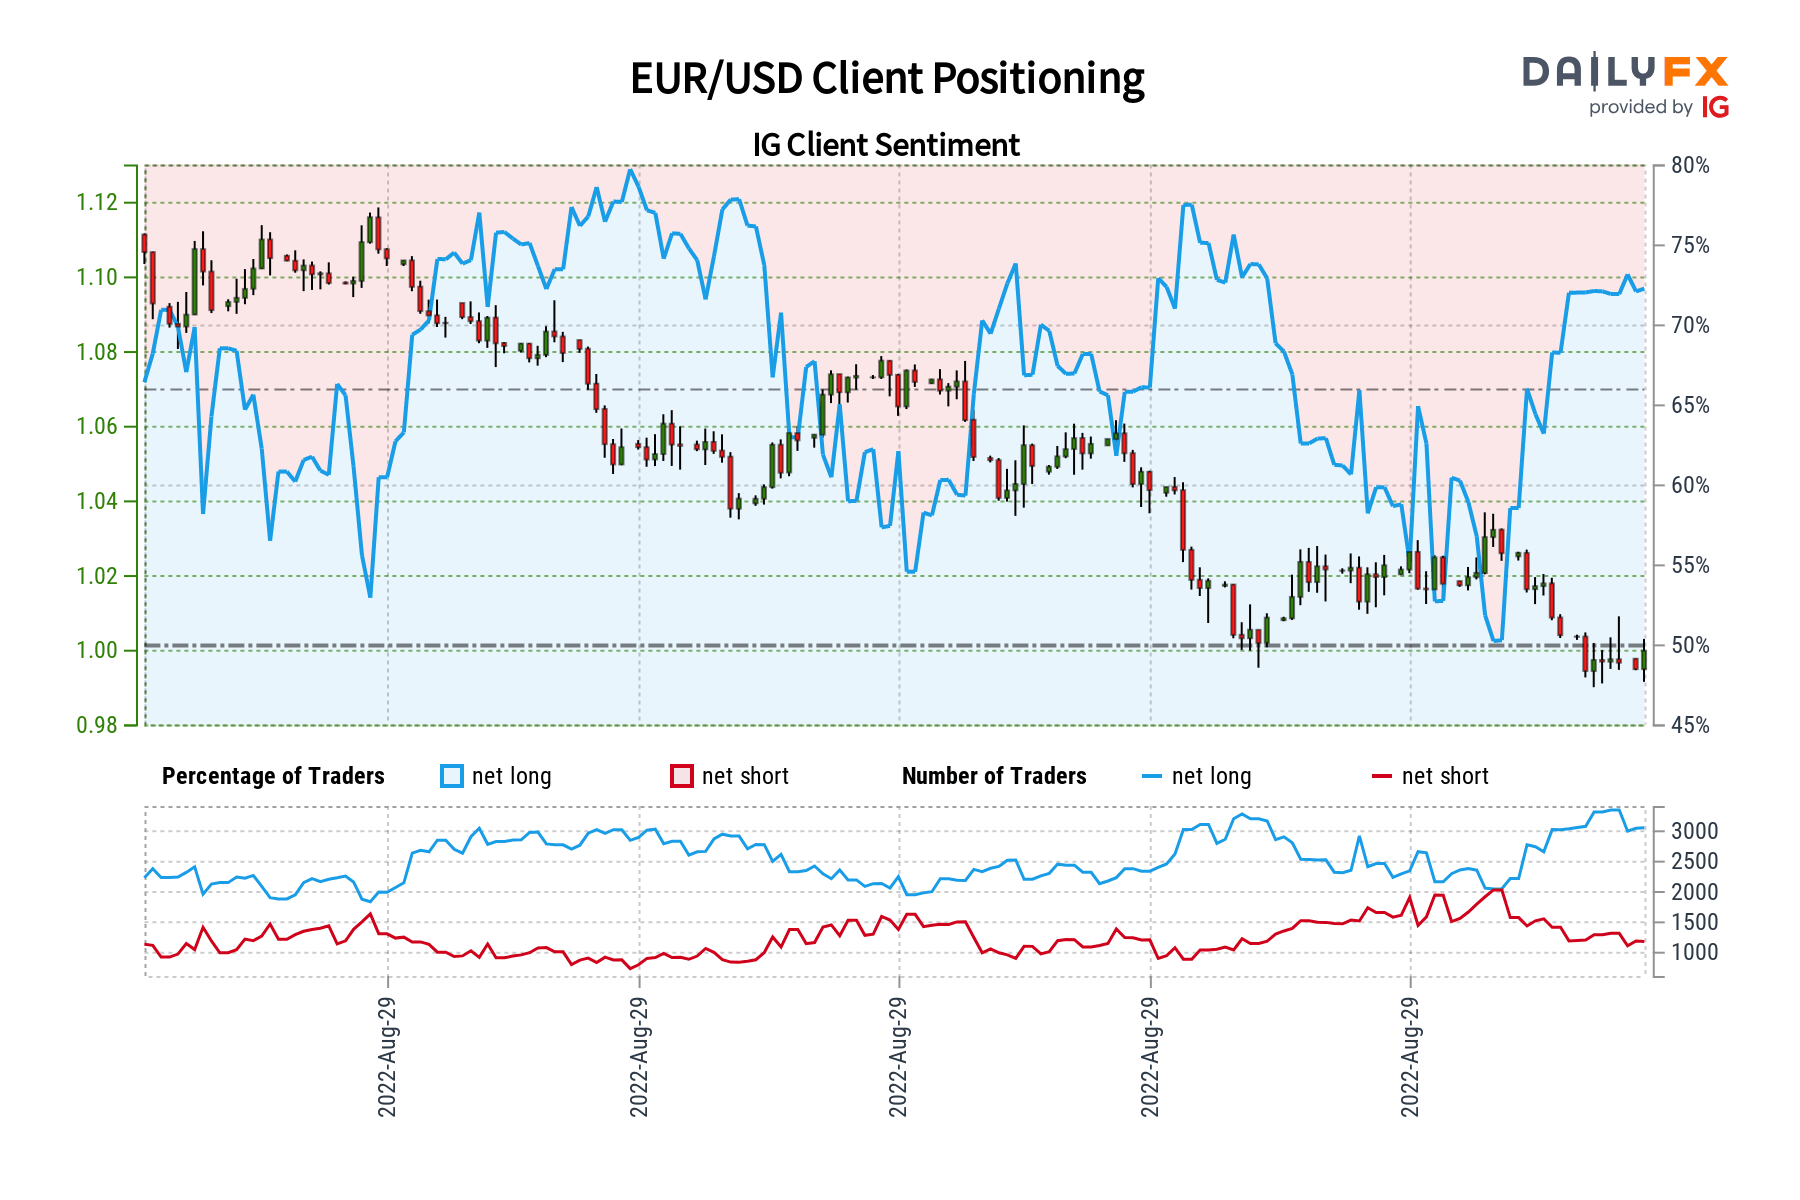 EUR/USD Client Positioning
DAILYFX
provided by IG
IG Client Sentiment
1.12
1.10
1.08
1.06
1.04
1.02
1.00
0.98
80%
75%
70%
65%
60%
55%
50%
45%
Percentage of Traders net long net short Number of Traders net long net short
3000
2500
2000
1500
1000
2022-Aug-29
2022-Aug-29
2022-Aug-29
2022-Aug-29
2022-Aug-29